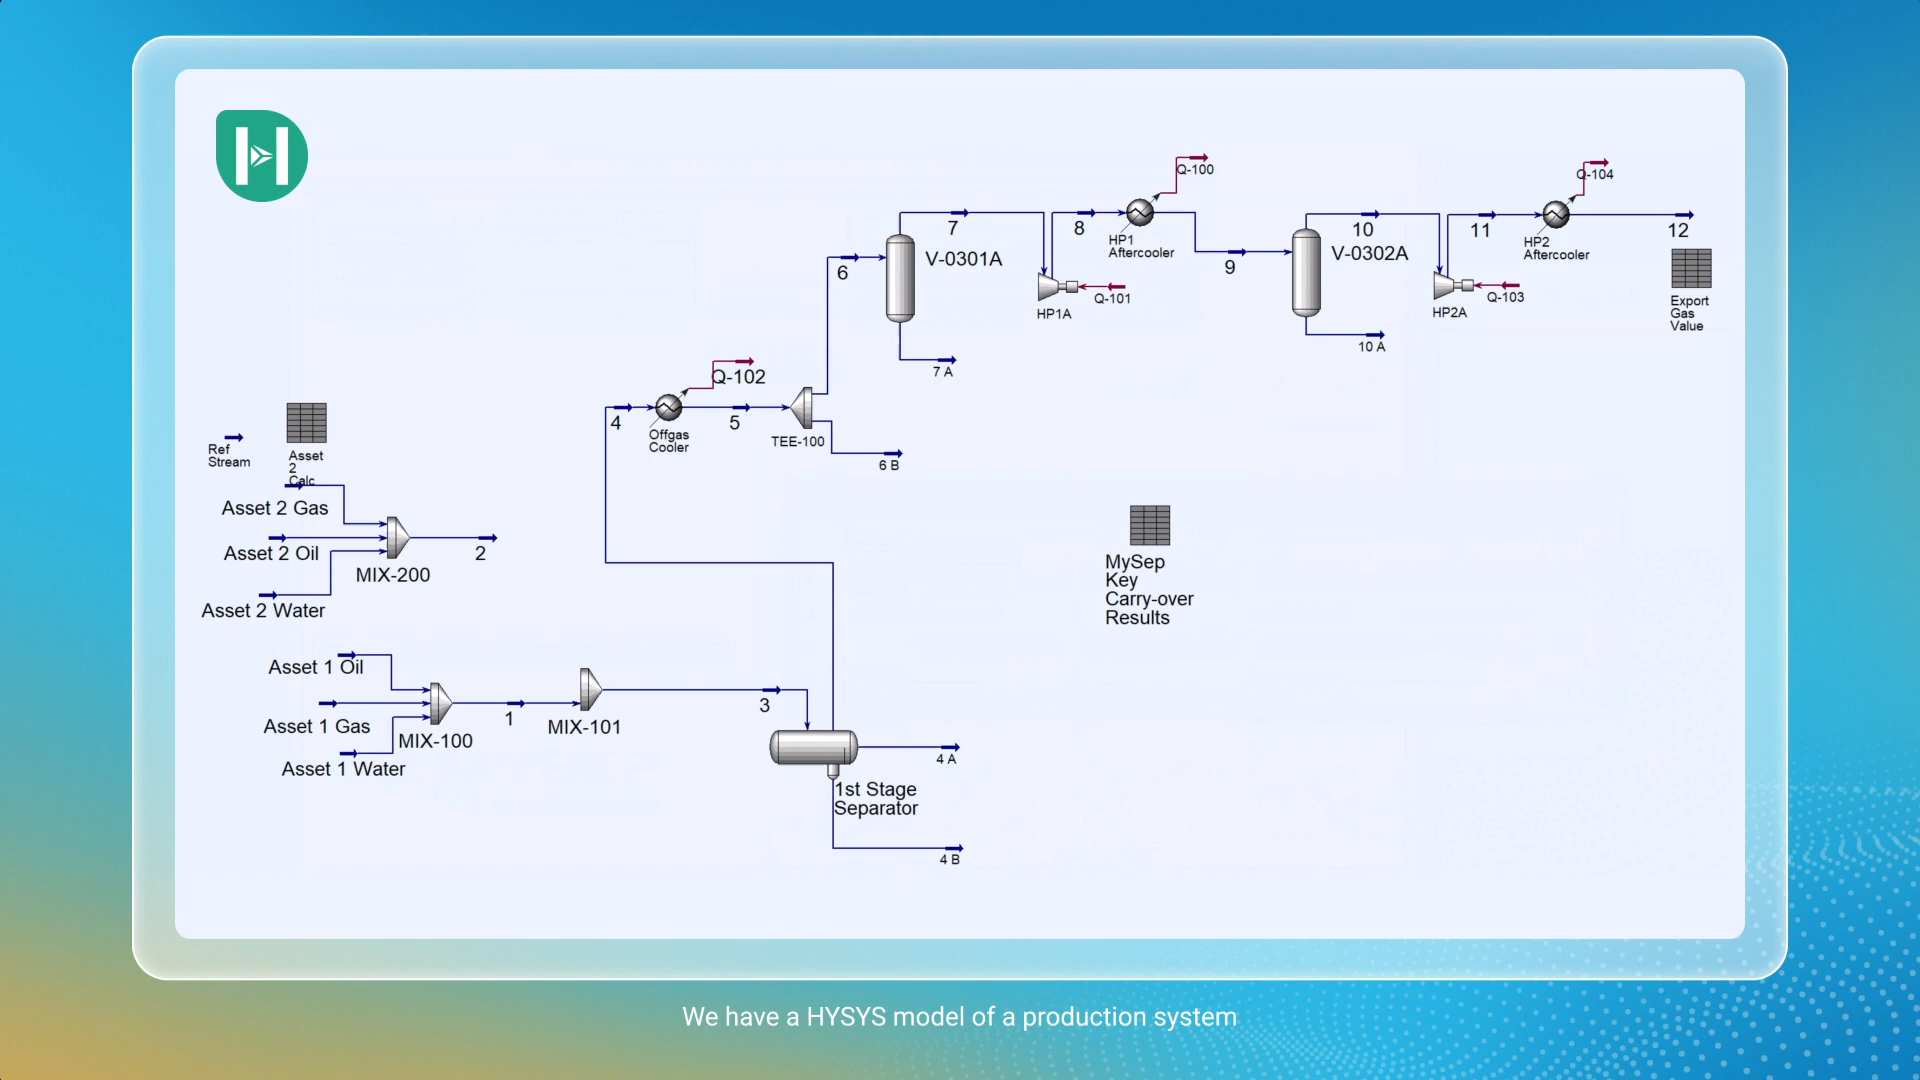 H
Q-100
Q-104
7
8
HP1
Aftercooler
10
11
HP2
Aftercooler
12
6
V-0301A
9
V-0302A
Q-101
HP1A
Q-103
HP2A
Export
Gas
Value
10 A
7 A
Q-102
4
Offgas
Cooler
5
TEE-100
6 B
Ref
Stream
Asset
2
Calc
Asset 2 Gas
Asset 2 Oil
2
MIX-200
Asset 2 Water
MySep
Key
Carry-over
Results
Asset 1 Oil
Asset 1 Gas
1
MIX-101
3
MIX-100
Asset 1 Water
4 A
1st Stage
Separator
4 B
We have a HYSYS model of a production system